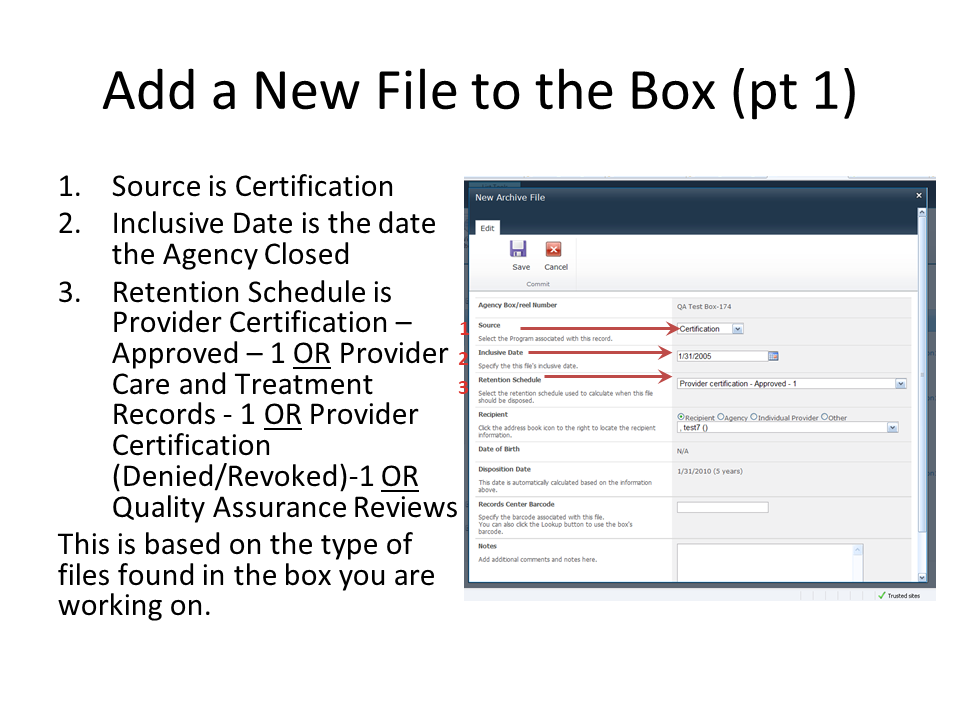 Add a New File to the Box (pt 1)
1. Source is Certification
2. Inclusive Date is the date
the Agency Closed
3. Retention Schedule is
Provider Certification –
Approved – 1 OR Provider
Care and Treatment
Records - 1 OR Provider
Certification
(Denied/Revoked)-1 OR
Quality Assurance Reviews
This is based on the type of
files found in the box you are
working on.
New Archive File
Edit
Save Cancel
Commit
Agency Box/reel Number QA Test Box-174
1 Source Certification
Select the Program associated with this record.
2 Inclusive Date 1/31/2005
Specify the this file's inclusive date.
3 Retention Schedule Provider certification - Approved - 1
Select the retention schedule used to calculate when this file
should be disposed.
Recipient Recipient Agency Individual Provider Other
Click the address book icon to the right to locate the recipient
information.
, test7 ()
Date of Birth N/A
Disposition Date 1/31/2010 (5 years)
This date is automatically calculated based on the information
above.
Records Center Barcode
Specify the barcode associated with this file.
You can also click the Lookup button to use the box's
barcode.
Notes
Add additional comments and notes here.
Trusted sites